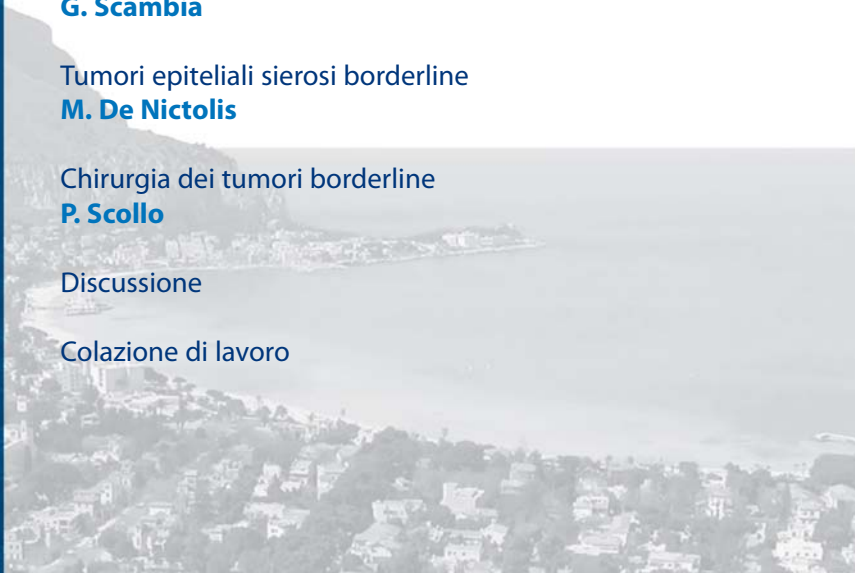 G. Scambia
Tumori epiteliali sierosi borderline
M. De Nictolis
Chirurgia dei tumori borderline
P. Scollo
Discussione
Colazione di lavoro